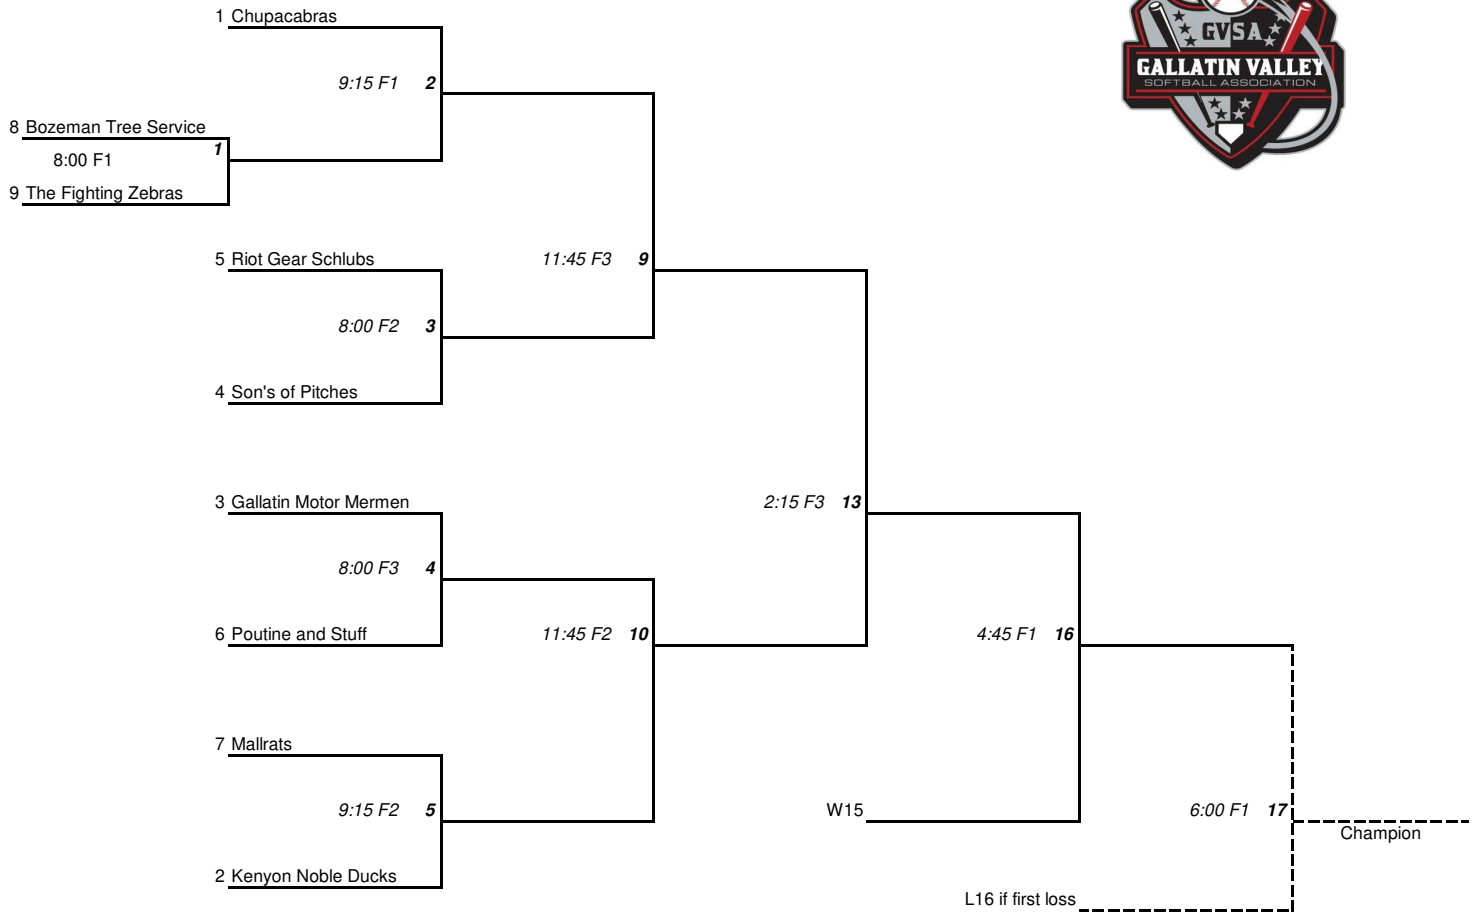 1 Chupacabras
GVSA
GALLATIN VALLEY
SOFTBALL ASSOCIATION
9:15 F1 2
8 Bozeman Tree Service
8:00 F1 1
9 The Fighting Zebras
5 Riot Gear Schlubs
11:45 F3 9
8:00 F2 3
4 Son's of Pitches
3 Gallatin Motor Mermen
2:15 F3 13
8:00 F3 4
6 Poutine and Stuff
11:45 F2 10
4:45 F1 16
7 Mallrats
9:15 F2 5
W15
6:00 F1 17
Champion
2 Kenyon Noble Ducks
L16 if first loss